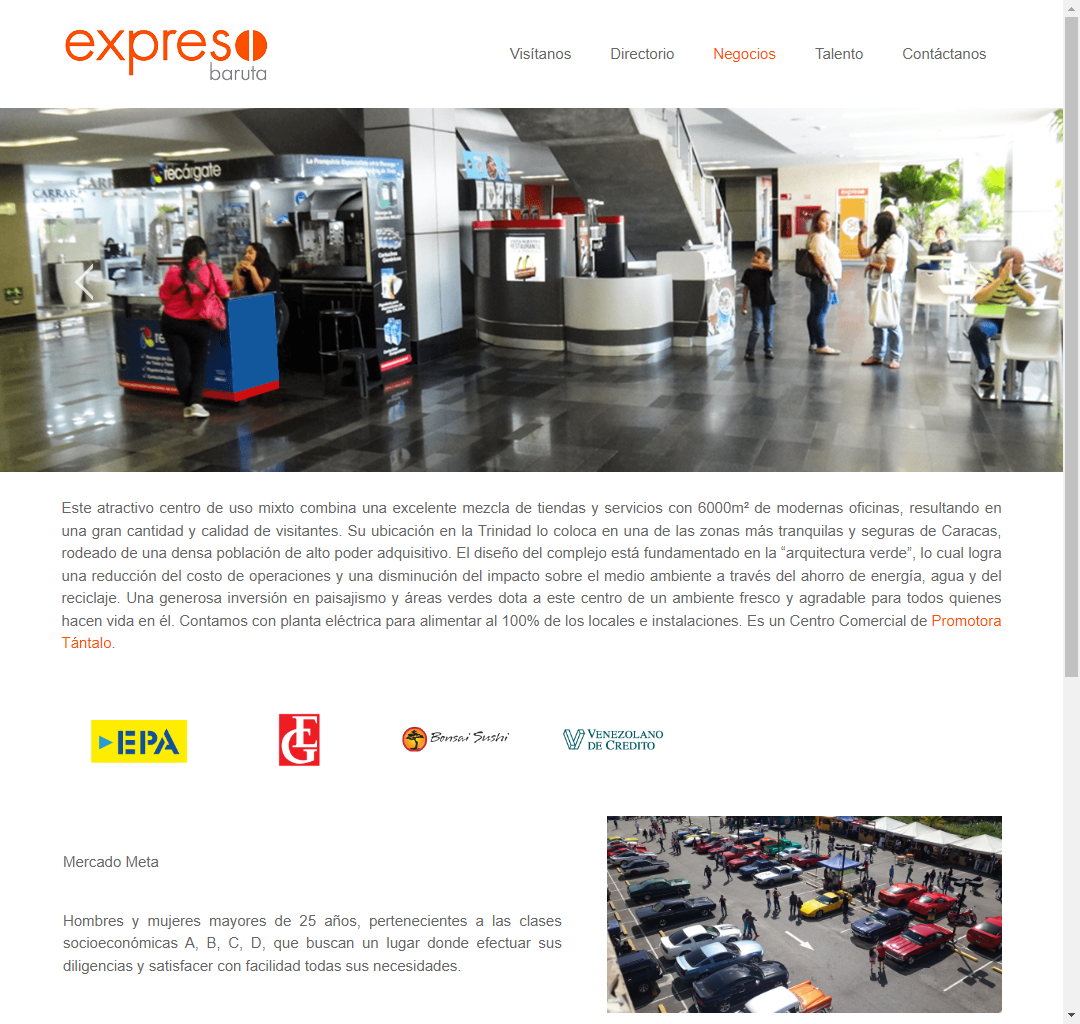 expreso
baruta
Visítanos
Directorio
Negocios
Talento
Contáctanos
La Franquicia Especialista en la Recarga
recárgate
CARRAR
Este atractivo centro de uso mixto combina una excelente mezcla de tiendas y servicios con 6000m² de modernas oficinas, resultando en
una gran cantidad y calidad de visitantes. Su ubicación en la Trinidad lo coloca en una de las zonas más tranquilas y seguras de Caracas,
rodeado de una densa población de alto poder adquisitivo. El diseño del complejo está fundamentado en la “arquitectura verde”, lo cual logra
una reducción del costo de operaciones y una disminución del impacto sobre el medio ambiente a través del ahorro de energía, agua y del
reciclaje. Una generosa inversión en paisajismo y áreas verdes dota a este centro de un ambiente fresco y agradable para todos quienes
hacen vida en él. Contamos con planta eléctrica para alimentar al 100% de los locales e instalaciones. Es un Centro Comercial de Promotora
Tántalo.
EPA
EG
Bonsai Sushi
VENEZOLANO
DE CREDITO
Mercado Meta
Hombres y mujeres mayores de 25 años, pertenecientes a las clases
socioeconómicas A, B, C, D, que buscan un lugar donde efectuar sus
diligencias y satisfacer con facilidad todas sus necesidades.